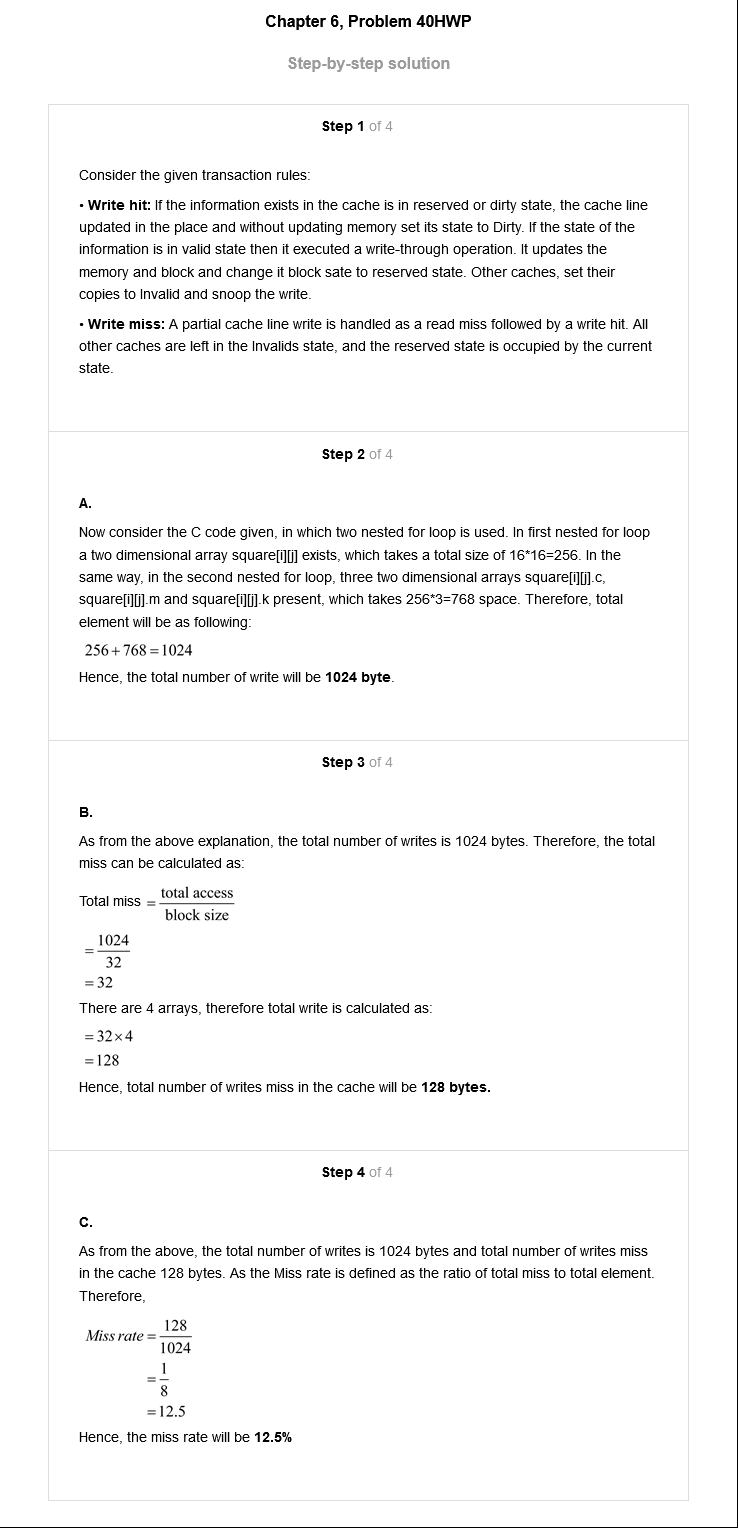 Chapter 6, Problem 40HWP
Step-by-step solution
Step 1 of 4
Consider the given transaction rules:
• Write hit: If the information exists in the cache is in reserved or dirty state, the cache line
updated in the place and without updating memory set its state to Dirty. If the state of the
information is in valid state then it executed a write-through operation. It updates the
memory and block and change it block sate to reserved state. Other caches, set their
copies to Invalid and snoop the write.
• Write miss: A partial cache line write is handled as a read miss followed by a write hit. All
other caches are left in the Invalids state, and the reserved state is occupied by the current
state.
Step 2 of 4
A.
Now consider the C code given, in which two nested for loop is used. In first nested for loop
a two dimensional array square[i][j] exists, which takes a total size of 16*16=256. In the
same way, in the second nested for loop, three two dimensional arrays square[i][j].c,
square[i][j].m and square[i][j].k present, which takes 256*3=768 space. Therefore, total
element will be as following:
256+768=1024
Hence, the total number of write will be 1024 byte.
Step 3 of 4
B.
As from the above explanation, the total number of writes is 1024 bytes. Therefore, the total
miss can be calculated as:
Total miss = total access
block size
= 1024
32
=32
There are 4 arrays, therefore total write is calculated as:
=32×4
=128
Hence, total number of writes miss in the cache will be 128 bytes.
Step 4 of 4
C.
As from the above, the total number of writes is 1024 bytes and total number of writes miss
in the cache 128 bytes. As the Miss rate is defined as the ratio of total miss to total element.
Therefore,
Miss rate = 128
1024
= 1
8
=12.5
Hence, the miss rate will be 12.5%